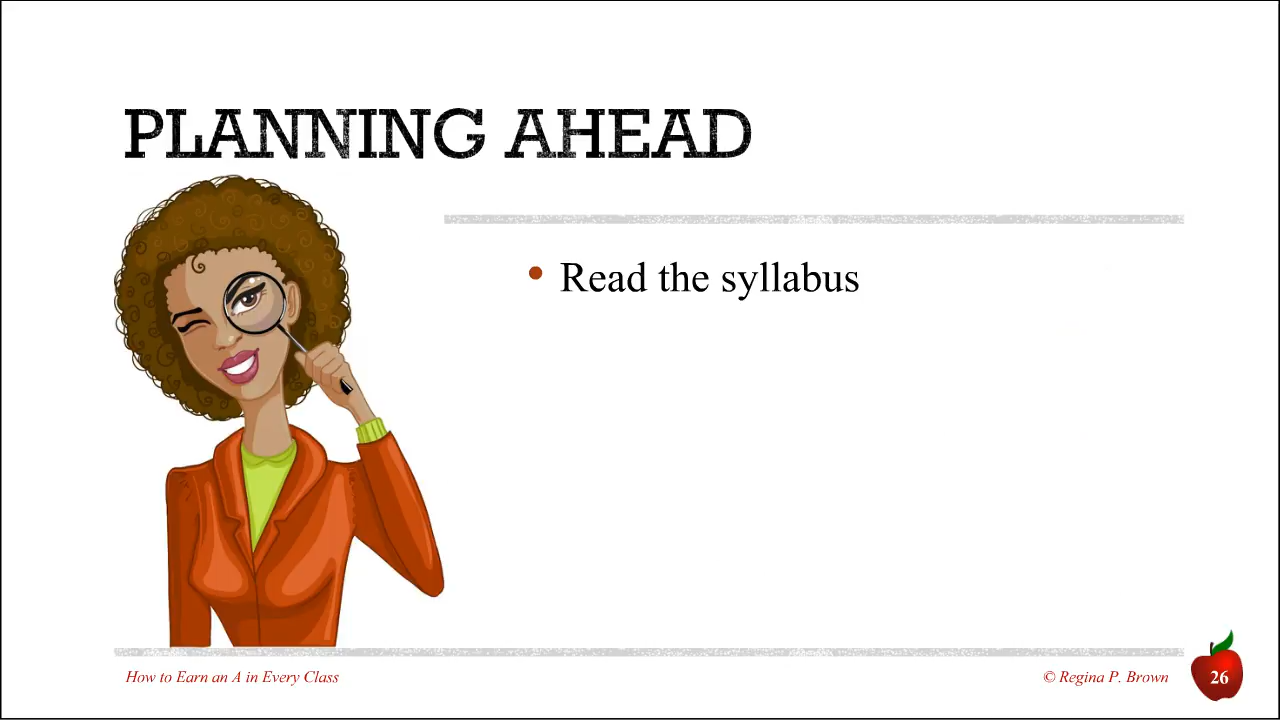 PLANNING AHEAD
• Read the syllabus
How to Earn an A in Every Class
© Regina P. Brown
26